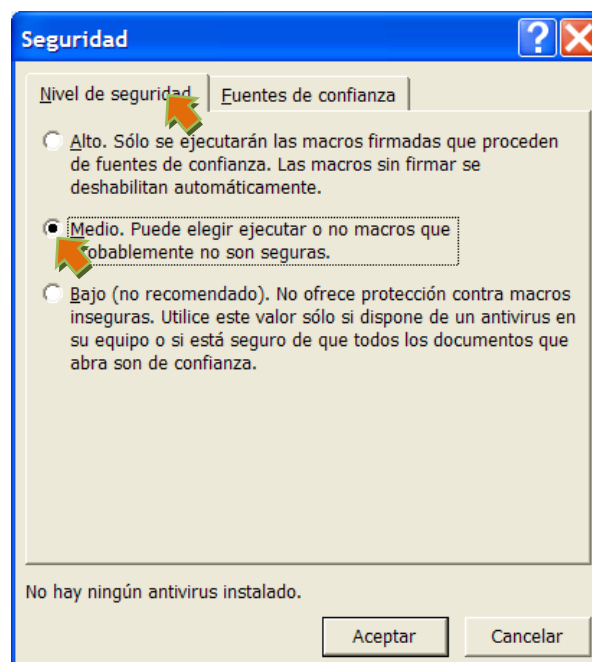 Seguridad
Nivel de seguridad
Fuentes de confianza
Alto. Sólo se ejecutarán las macros firmadas que proceden
de fuentes de confianza. Las macros sin firmar se
deshabilitan automáticamente.
Medio. Puede elegir ejecutar o no macros que
probablemente no son seguras.
Bajo (no recomendado). No ofrece protección contra macros
inseguras. Utilice este valor sólo si dispone de un antivirus en
su equipo o si está seguro de que todos los documentos que
abra son de confianza.
No hay ningún antivirus instalado.
Aceptar
Cancelar